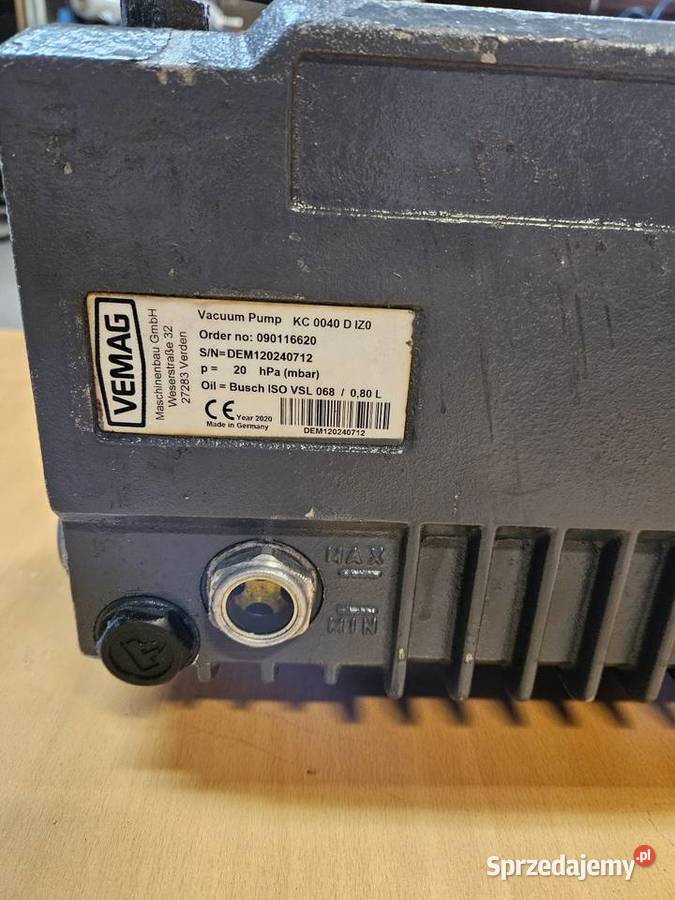 VEMAG
Maschinenbau GmbH
Weserstraße 32
27283 Verden
Vacuum Pump KC 0040 D IZ0
Order no: 090116620
S/N=DEM120240712
p = 20 hPa (mbar)
Oil = Busch ISO VSL 068 / 0,80 L
CE Year 2020
Made in Germany
DEM120240712
MAX
MIN
Sprzedajemy.pl